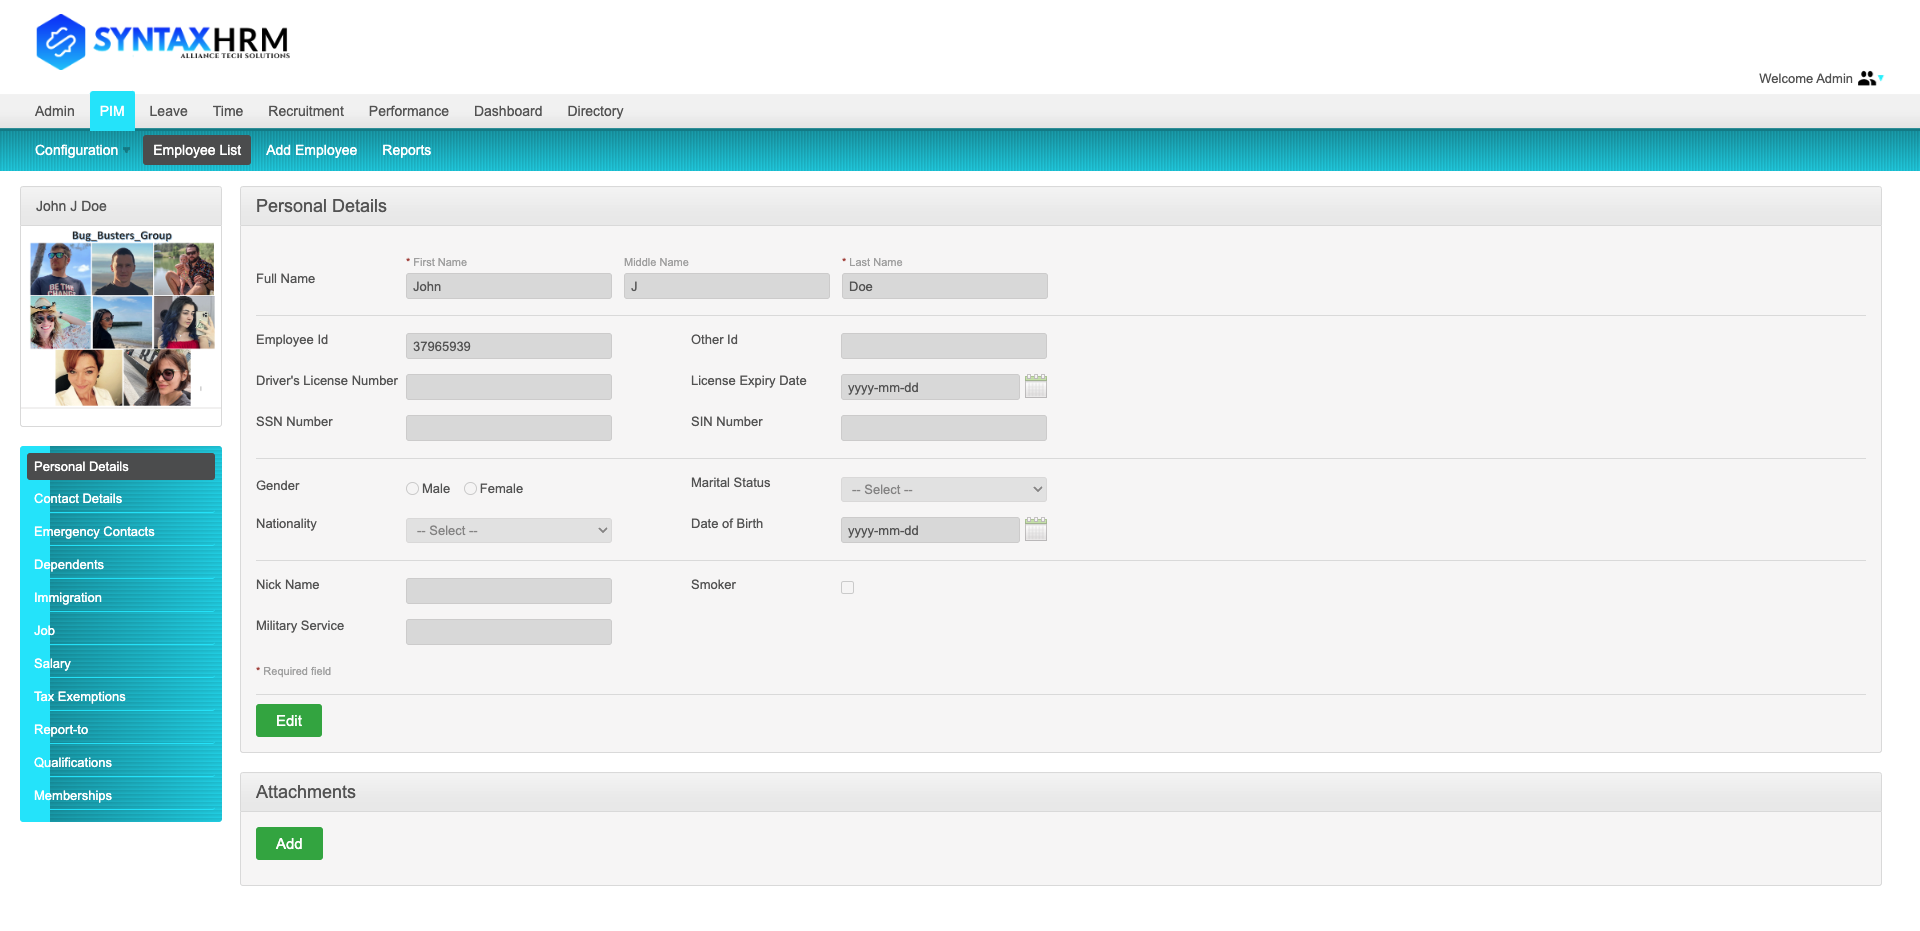 SYNTAXHRM
ALLIANCE TECH SOLUTIONS
Welcome Admin
Admin PIM Leave Time Recruitment Performance Dashboard Directory
Configuration Employee List Add Employee Reports
John J Doe
Bug_Busters_Group
BE THE
CHANGE
Personal Details
Contact Details
Emergency Contacts
Dependents
Immigration
Job
Salary
Tax Exemptions
Report-to
Qualifications
Memberships
Personal Details
* First Name Middle Name * Last Name
Full Name John J Doe
Employee Id 37965939 Other Id
Driver's License Number License Expiry Date yyyy-mm-dd
SSN Number SIN Number
Gender Male Female Marital Status -- Select --
Nationality -- Select -- Date of Birth yyyy-mm-dd
Nick Name Smoker
Military Service
* Required field
Edit
Attachments
Add